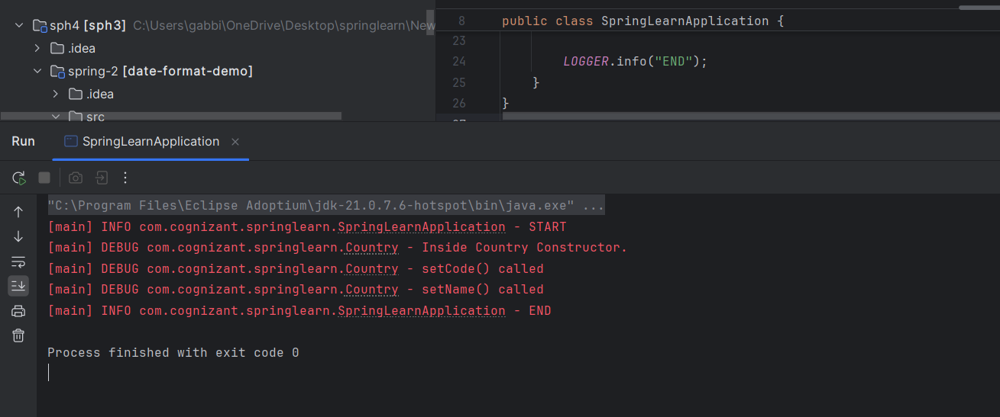 sph4 [sph3] C:\Users\gabbi\OneDrive\Desktop\springlearn\New
.idea
spring-2 [date-format-demo]
.idea
src
8 public class SpringLearnApplication {
23
24 LOGGER.info("END");
25 }
26 }
27
Run SpringLearnApplication
"C:\Program Files\Eclipse Adoptium\jdk-21.0.7.6-hotspot\bin\java.exe" ...
[main] INFO com.cognizant.springlearn.SpringLearnApplication - START
[main] DEBUG com.cognizant.springlearn.Country - Inside Country Constructor.
[main] DEBUG com.cognizant.springlearn.Country - setCode() called
[main] DEBUG com.cognizant.springlearn.Country - setName() called
[main] INFO com.cognizant.springlearn.SpringLearnApplication - END
Process finished with exit code 0